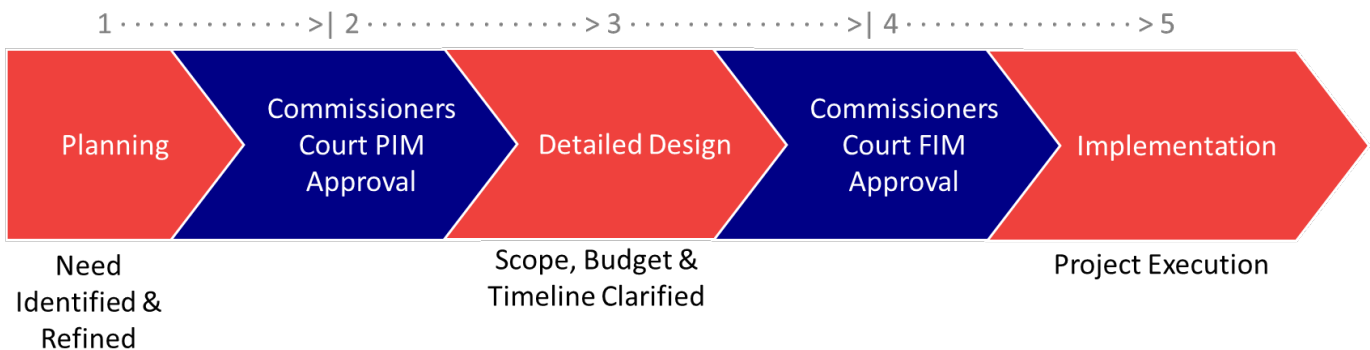 1 · · · · · · · · · · · · · >| 2 · · · · · · · · · · · · · > 3 · · · · · · · · · · · · · >| 4 · · · · · · · · · · · · · > 5
Planning
Commissioners
Court PIM
Approval
Detailed Design
Commissioners
Court FIM
Approval
Implementation
Need
Identified &
Refined
Scope, Budget &
Timeline Clarified
Project Execution